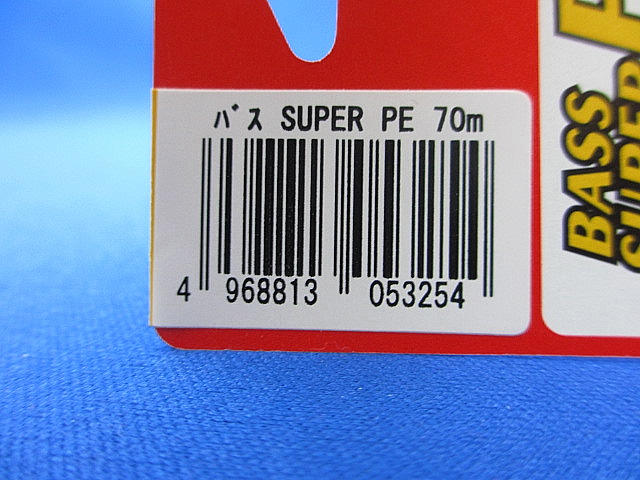 バス SUPER PE 70m
4 968813 053254
BASS
SUPER